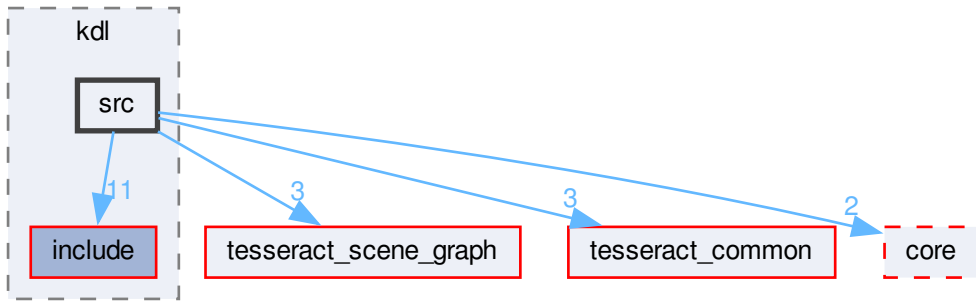 kdl
src
11
3
3
2
include
tesseract_scene_graph
tesseract_common
core